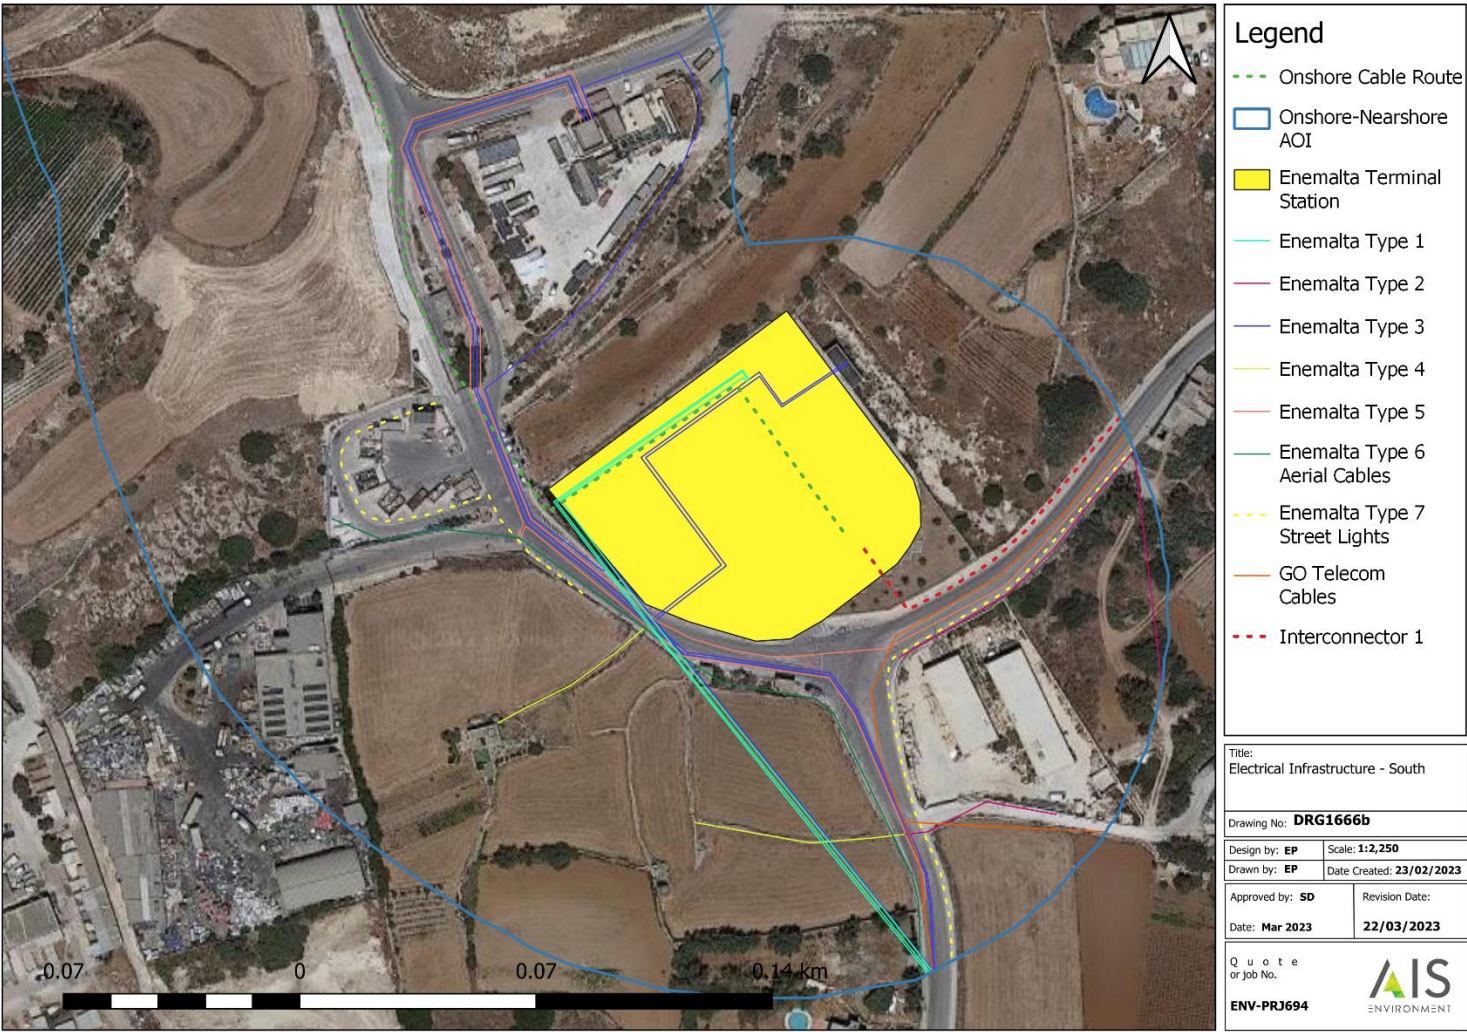 Legend
Onshore Cable Route
Onshore-Nearshore
AOI
Enemalta Terminal
Station
Enemalta Type 1
Enemalta Type 2
Enemalta Type 3
Enemalta Type 4
Enemalta Type 5
Enemalta Type 6
Aerial Cables
Enemalta Type 7
Street Lights
GO Telecom
Cables
Interconnector 1
0.07 0 0.07 0.14 km
Title:
Electrical Infrastructure - South
Drawing No: DRG1666b
Design by: EP Scale: 1:2,250
Drawn by: EP Date Created: 23/02/2023
Approved by: SD Revision Date:
Date: Mar 2023 22/03/2023
Quote
or job No.
ENV-PRJ694
AIS
ENVIRONMENT